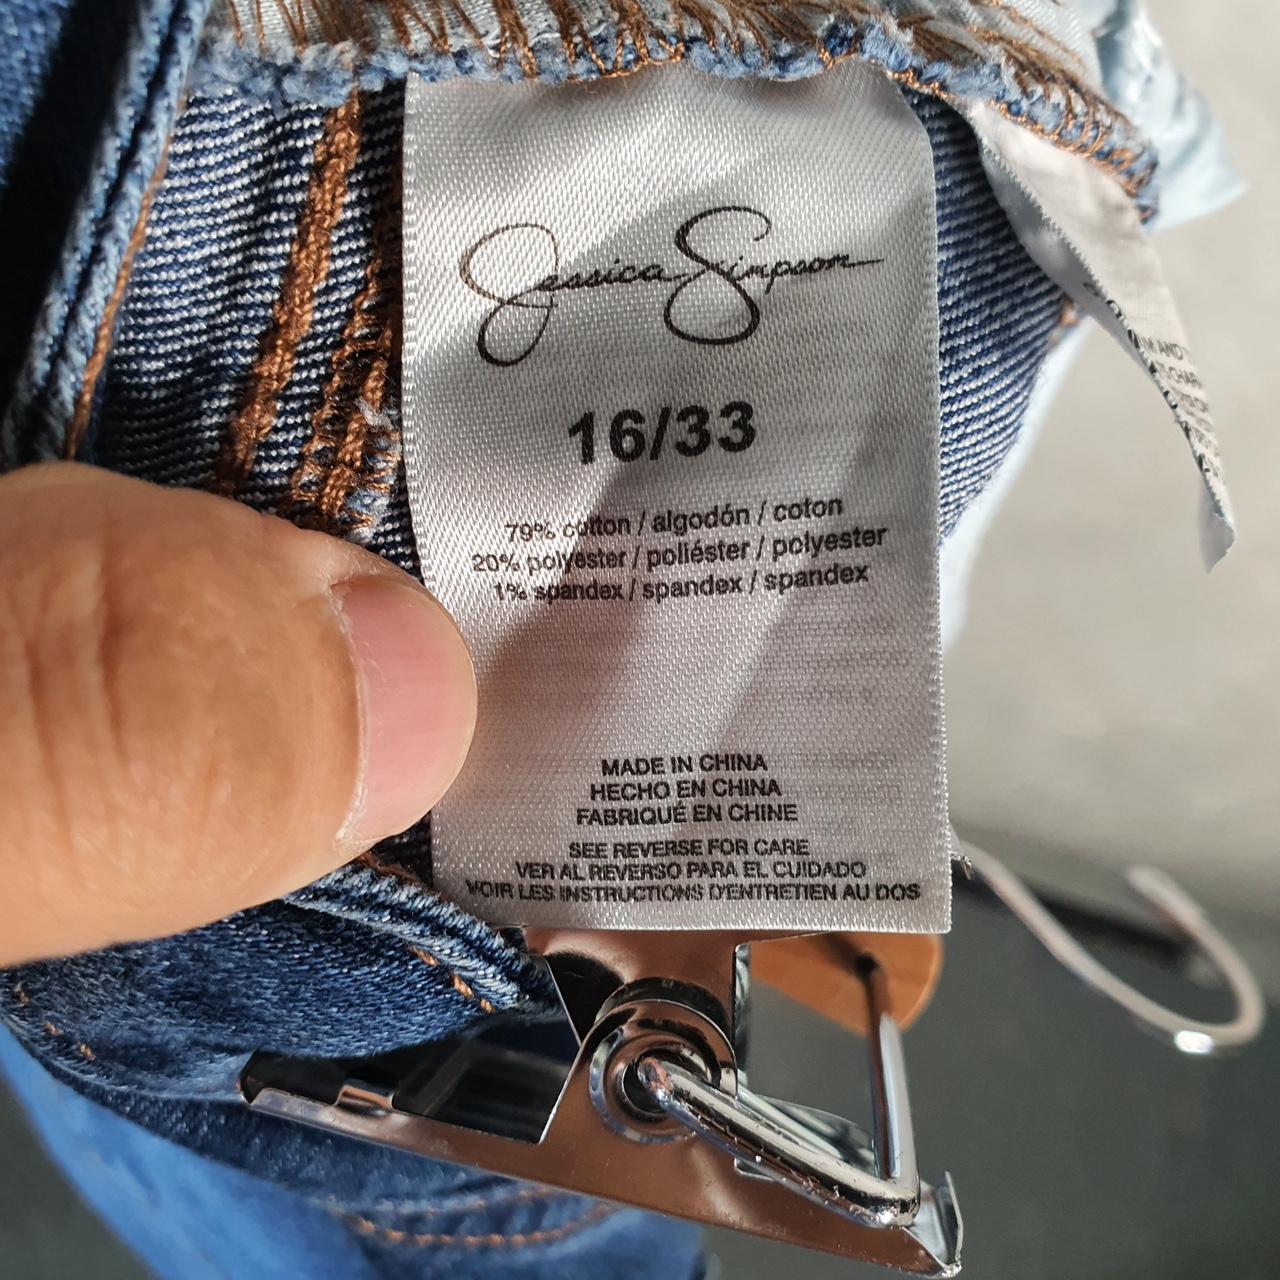 Jessica Simpson
16/33
79% cotton / algodón / coton
20% polyester / poliéster / polyester
1% spandex / spandex / spandex
MADE IN CHINA
HECHO EN CHINA
FABRIQUÉ EN CHINE
SEE REVERSE FOR CARE
VER AL REVERSO PARA EL CUIDADO
VOIR LES INSTRUCTIONS D'ENTRETIEN AU DOS